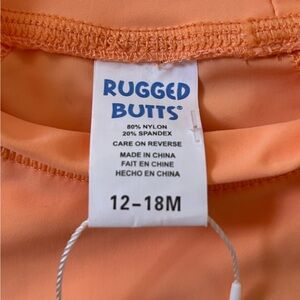 RUGGED
BUTTS®
80% NYLON
20% SPANDEX
CARE ON REVERSE
MADE IN CHINA
FAIT EN CHINE
HECHO EN CHINA
12-18M